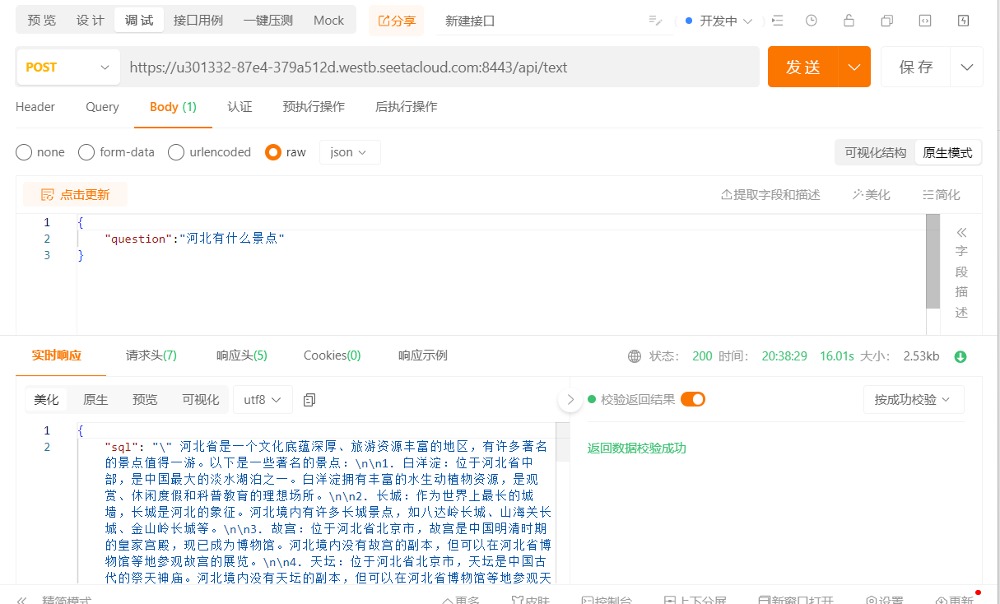 预 览 设 计 调 试 接口用例 一键压测 Mock 分享 新建接口 开发中
POST https://u301332-87e4-379a512d.westb.seetacloud.com:8443/api/text 发 送 保 存
Header Query Body (1) 认证 预执行操作 后执行操作
none form-data urlencoded raw json 可视化结构 原生模式
点击更新 提取字段和描述 美化 简化
1 {
2 "question":"河北有什么景点"
3 }
字
段
描
述
实时响应 请求头(7) 响应头(5) Cookies(0) 响应示例 状态: 200 时间: 20:38:29 16.01s 大小: 2.53kb
美化 原生 预览 可视化 utf8 校验返回结果 按成功校验
1 {
2 "sql": "\" 河北省是一个文化底蕴深厚、旅游资源丰富的地区，有许多著名
的景点值得一游。以下是一些著名的景点：\n\n1. 白洋淀：位于河北省中
部，是中国最大的淡水湖泊之一。白洋淀拥有丰富的水生动植物资源，是观
赏、休闲度假和科普教育的理想场所。\n\n2. 长城：作为世界上最长的城
墙，长城是河北的象征。河北境内有许多长城景点，如八达岭长城、山海关长
城、金山岭长城等。\n\n3. 故宫：位于河北省北京市，故宫是中国明清时期
的皇家宫殿，现已成为博物馆。河北境内没有故宫的副本，但可以在河北省博
物馆等地参观故宫的展览。\n\n4. 天坛：位于河北省北京市，天坛是中国古
代的祭天神庙。河北境内没有天坛的副本，但可以在河北省博物馆等地参观天
返回数据校验成功
精简模式 更多 皮肤 控制台 上下分屏 新窗口打开 设置 更新